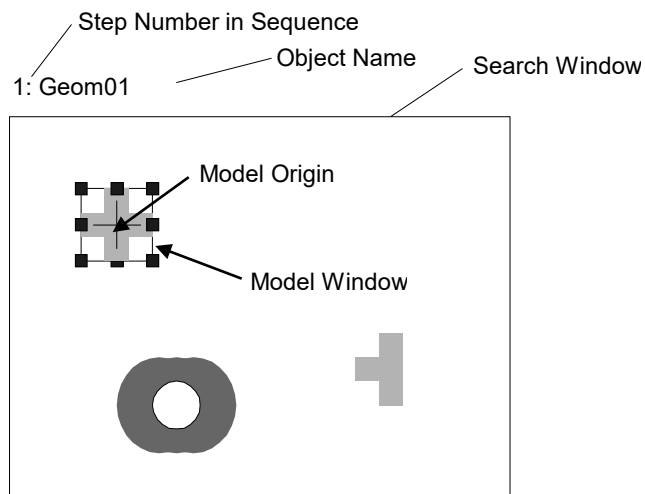 Step Number in Sequence
Object Name
Search Window
1: Geom01
Model Origin
Model Window